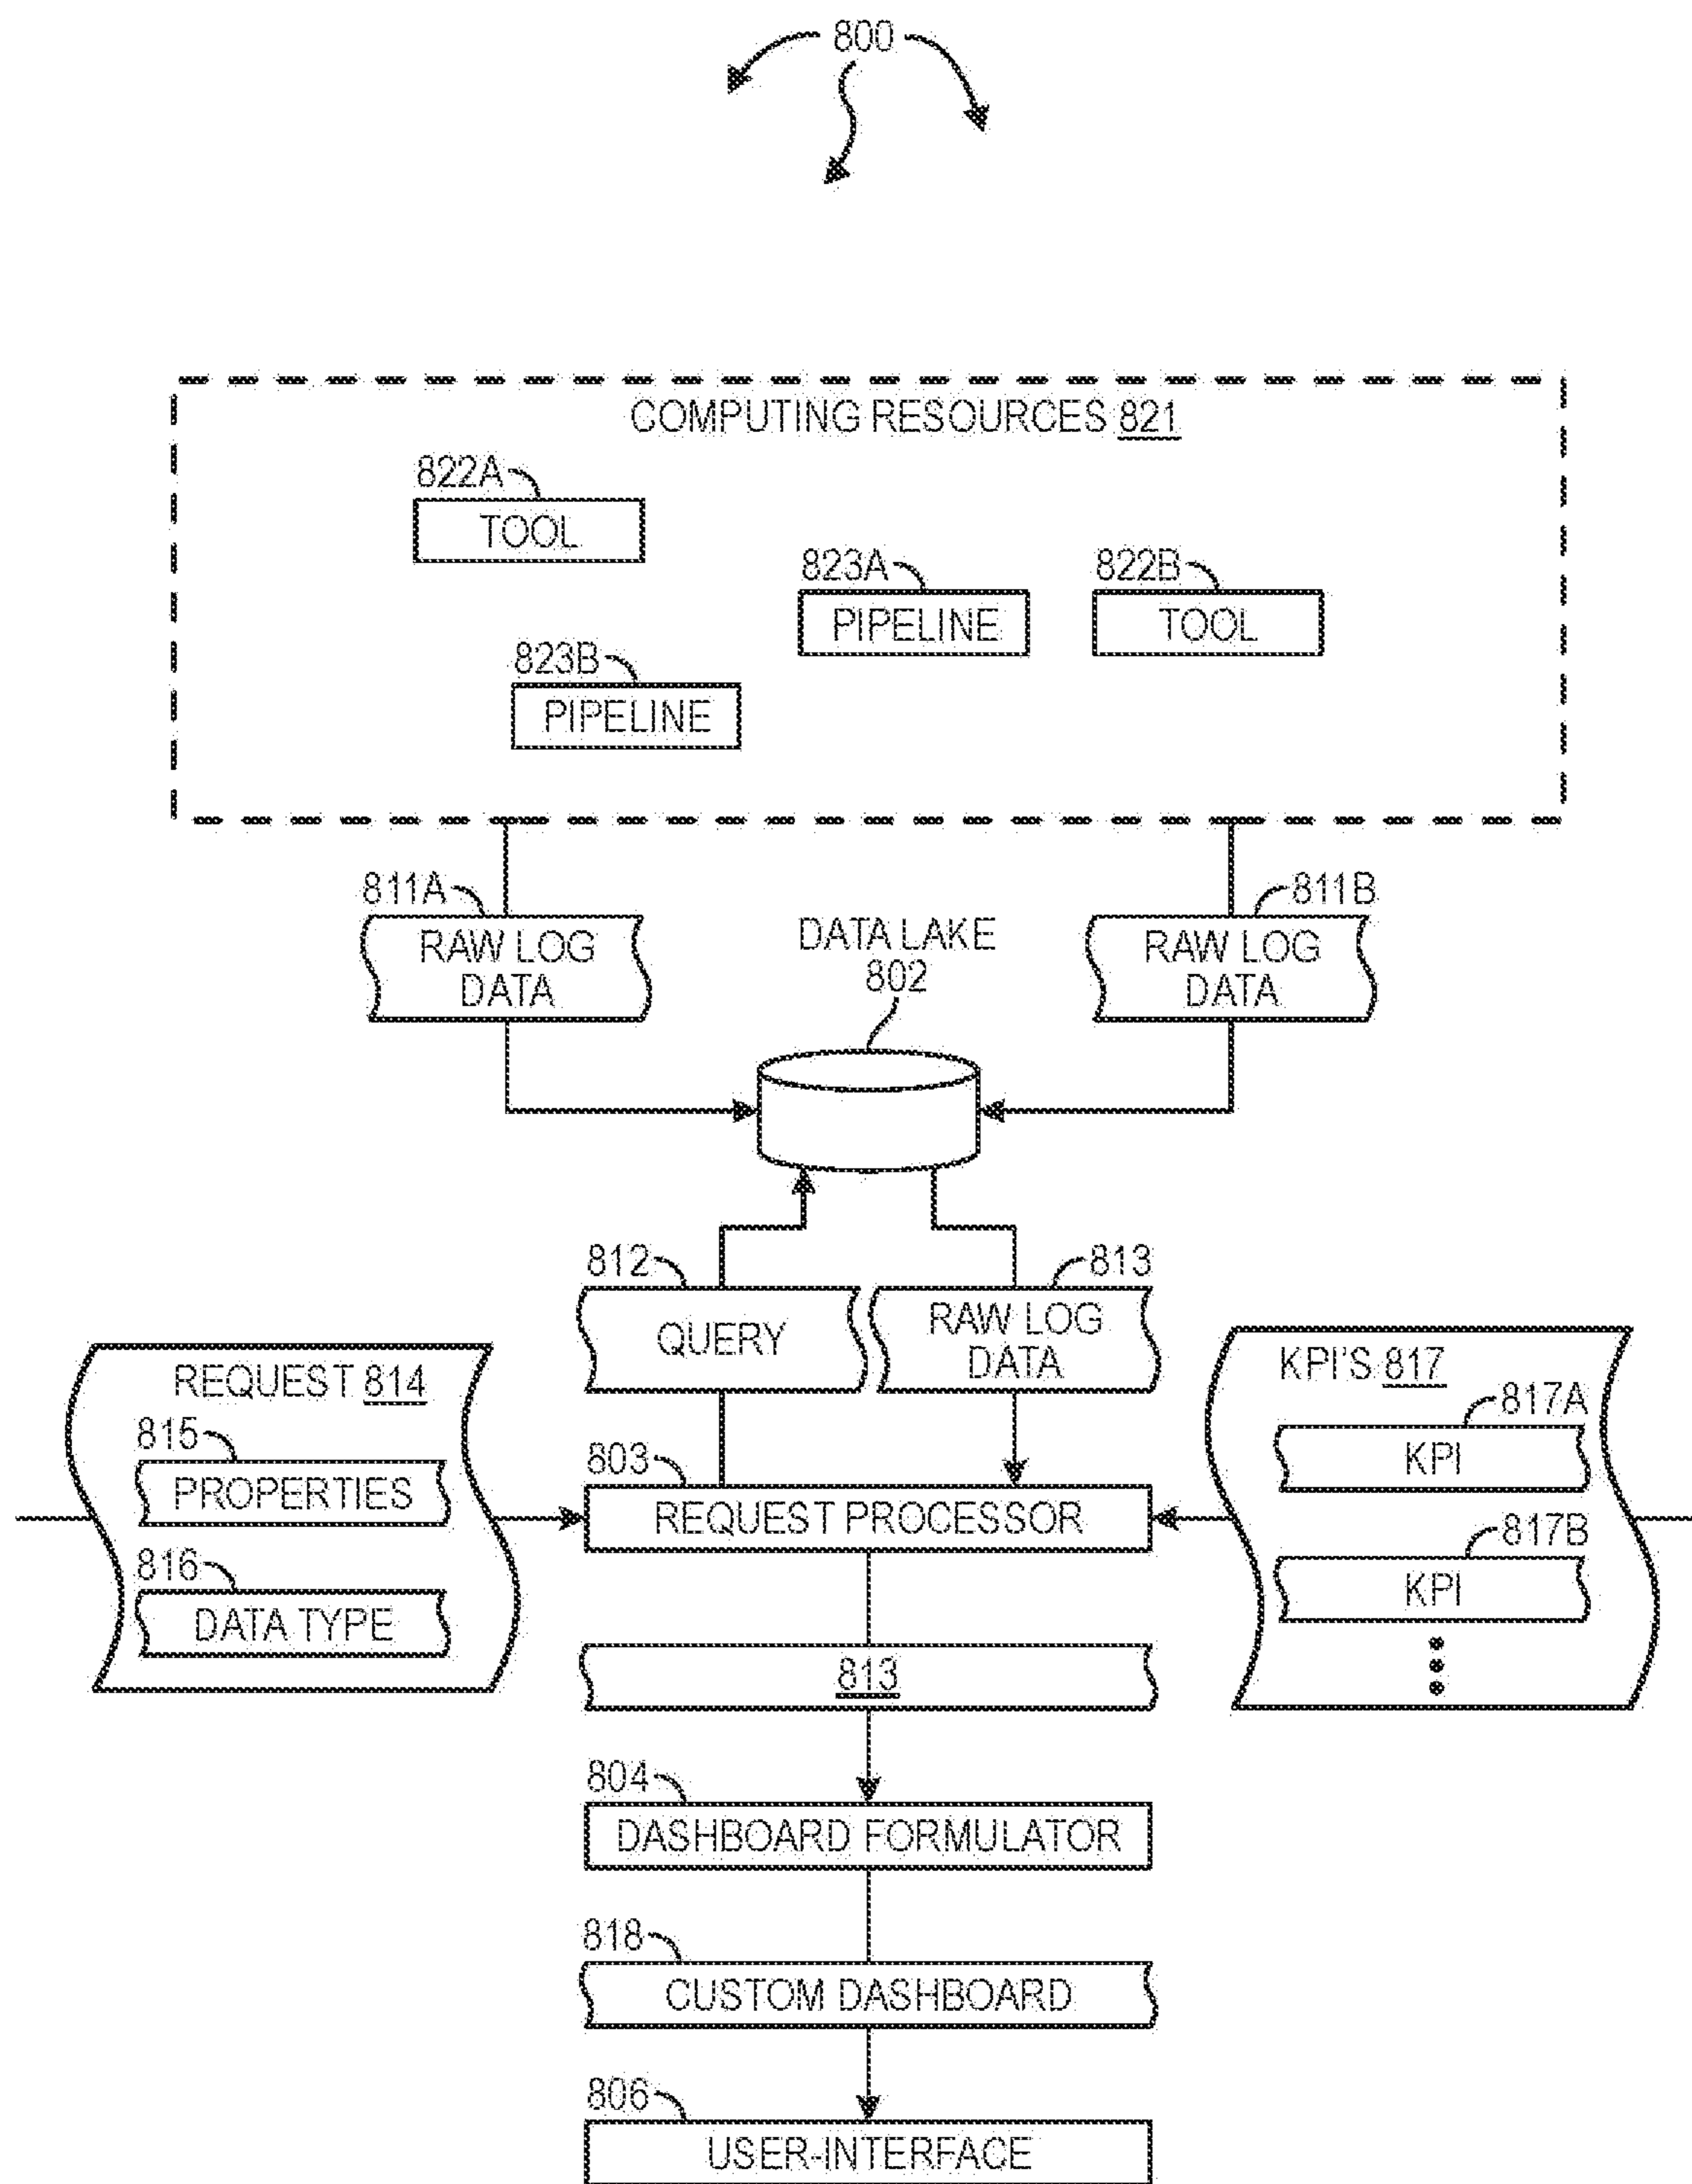 800
COMPUTING RESOURCES 821
822A
TOOL
823A
PIPELINE
822B
TOOL
823B
PIPELINE
811A
RAW LOG
DATA
DATA LAKE
802
811B
RAW LOG
DATA
812
QUERY
813
RAW LOG
DATA
REQUEST 814
815
PROPERTIES
816
DATA TYPE
803
REQUEST PROCESSOR
KPI'S 817
817A
KPI
817B
KPI
813
804
DASHBOARD FORMULATOR
818
CUSTOM DASHBOARD
806
USER-INTERFACE